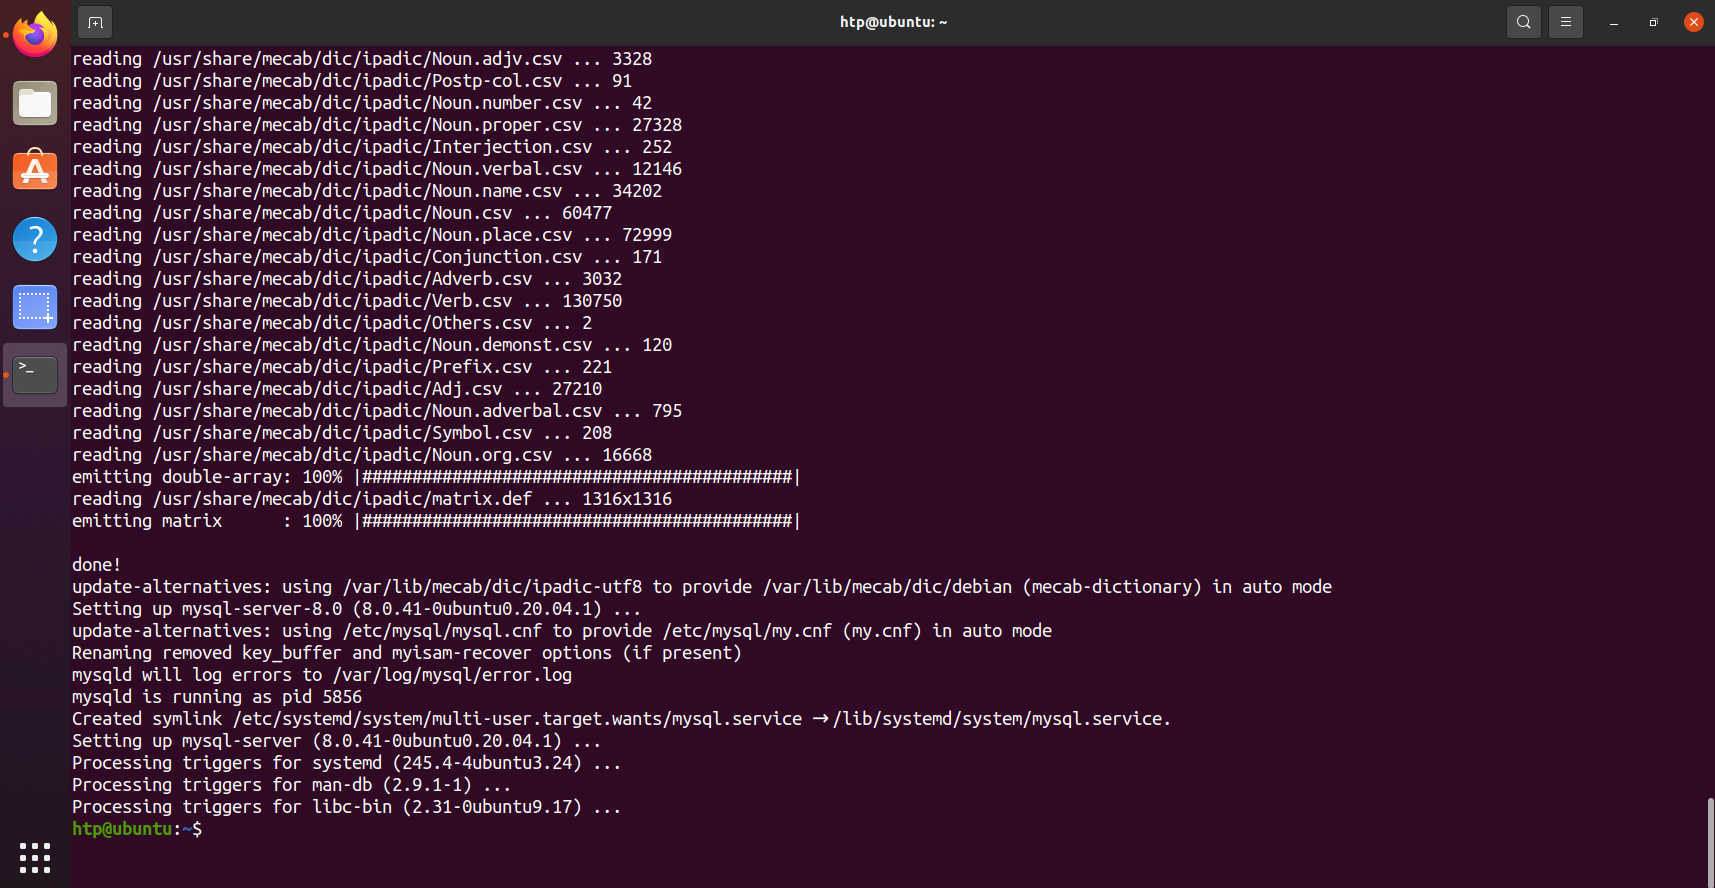 htp@ubuntu: ~
reading /usr/share/mecab/dic/ipadic/Noun.adjv.csv ... 3328
reading /usr/share/mecab/dic/ipadic/Postp-col.csv ... 91
reading /usr/share/mecab/dic/ipadic/Noun.number.csv ... 42
reading /usr/share/mecab/dic/ipadic/Noun.proper.csv ... 27328
reading /usr/share/mecab/dic/ipadic/Interjection.csv ... 252
reading /usr/share/mecab/dic/ipadic/Noun.verbal.csv ... 12146
reading /usr/share/mecab/dic/ipadic/Noun.name.csv ... 34202
reading /usr/share/mecab/dic/ipadic/Noun.csv ... 60477
reading /usr/share/mecab/dic/ipadic/Noun.place.csv ... 72999
reading /usr/share/mecab/dic/ipadic/Conjunction.csv ... 171
reading /usr/share/mecab/dic/ipadic/Adverb.csv ... 3032
reading /usr/share/mecab/dic/ipadic/Verb.csv ... 130750
reading /usr/share/mecab/dic/ipadic/Others.csv ... 2
reading /usr/share/mecab/dic/ipadic/Noun.demonst.csv ... 120
reading /usr/share/mecab/dic/ipadic/Prefix.csv ... 221
reading /usr/share/mecab/dic/ipadic/Adj.csv ... 27210
reading /usr/share/mecab/dic/ipadic/Noun.adverbal.csv ... 795
reading /usr/share/mecab/dic/ipadic/Symbol.csv ... 208
reading /usr/share/mecab/dic/ipadic/Noun.org.csv ... 16668
emitting double-array: 100% |###########################################|
reading /usr/share/mecab/dic/ipadic/matrix.def ... 1316x1316
emitting matrix      : 100% |###########################################|
done!
update-alternatives: using /var/lib/mecab/dic/ipadic-utf8 to provide /var/lib/mecab/dic/debian (mecab-dictionary) in auto mode
Setting up mysql-server-8.0 (8.0.41-0ubuntu0.20.04.1) ...
update-alternatives: using /etc/mysql/mysql.cnf to provide /etc/mysql/my.cnf (my.cnf) in auto mode
Renaming removed key_buffer and myisam-recover options (if present)
mysqld will log errors to /var/log/mysql/error.log
mysqld is running as pid 5856
Created symlink /etc/systemd/system/multi-user.target.wants/mysql.service → /lib/systemd/system/mysql.service.
Setting up mysql-server (8.0.41-0ubuntu0.20.04.1) ...
Processing triggers for systemd (245.4-4ubuntu3.24) ...
Processing triggers for man-db (2.9.1-1) ...
Processing triggers for libc-bin (2.31-0ubuntu9.17) ...
htp@ubuntu:~$